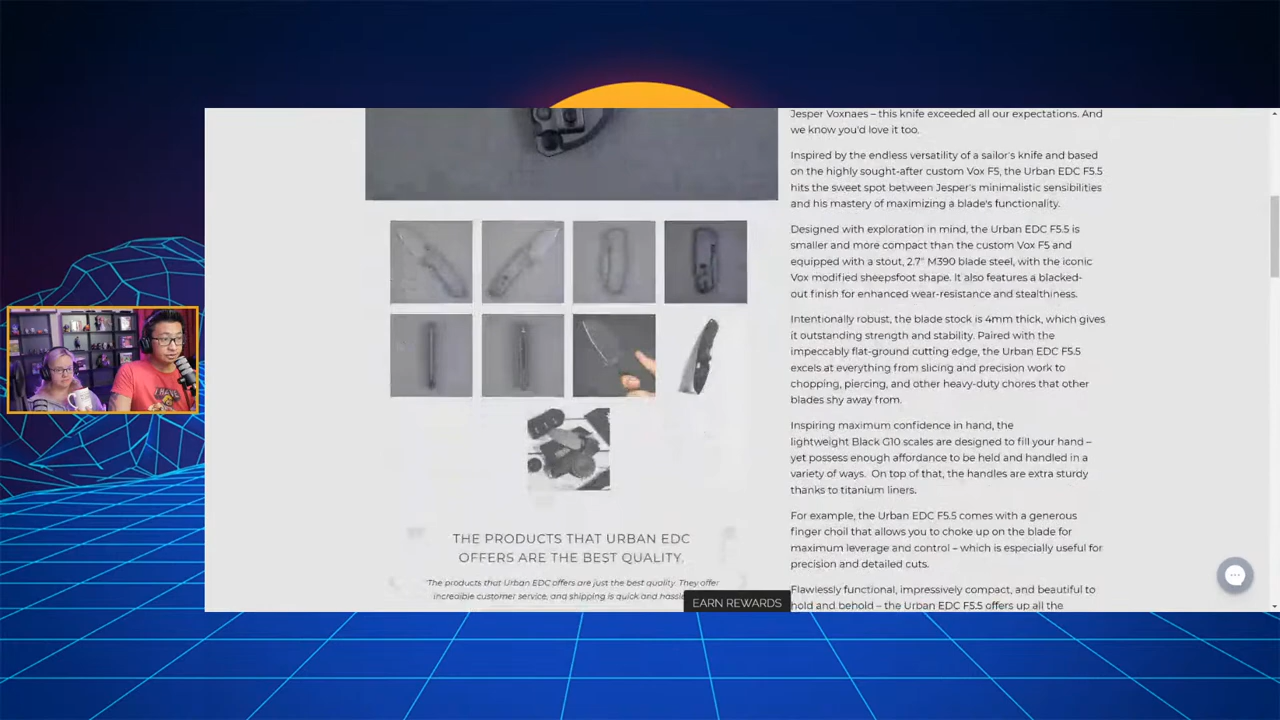 Jesper Voxnaes – this knife exceeded all our expectations. And
we know you'd love it too.
Inspired by the endless versatility of a sailor's knife and based
on the highly sought-after custom Vox F5, the Urban EDC F5.5
hits the sweet spot between Jesper's minimalistic sensibilities
and his mastery of maximizing a blade's functionality.
Designed with exploration in mind, the Urban EDC F5.5 is
smaller and more compact than the custom Vox F5 and
equipped with a stout, 2.7" M390 blade steel, with the iconic
Vox modified sheepsfoot shape. It also features a blacked-
out finish for enhanced wear-resistance and stealthiness.
Intentionally robust, the blade stock is 4mm thick, which gives
it outstanding strength and stability. Paired with the
impeccably flat-ground cutting edge, the Urban EDC F5.5
excels at everything from slicing and precision work to
chopping, piercing, and other heavy-duty chores that other
blades shy away from.
Inspiring maximum confidence in hand, the
lightweight Black G10 scales are designed to fill your hand –
yet possess enough affordance to be held and handled in a
variety of ways. On top of that, the handles are extra sturdy
thanks to titanium liners.
For example, the Urban EDC F5.5 comes with a generous
finger choil that allows you to choke up on the blade for
maximum leverage and control – which is especially useful for
precision and detailed cuts.
Flawlessly functional, impressively compact, and beautiful to
hold and behold – the Urban EDC F5.5 offers up all the
THE PRODUCTS THAT URBAN EDC
OFFERS ARE THE BEST QUALITY.
"The products that Urban EDC offers are just the best quality. They offer
incredible customer service, and shipping is quick and
EARN REWARDS